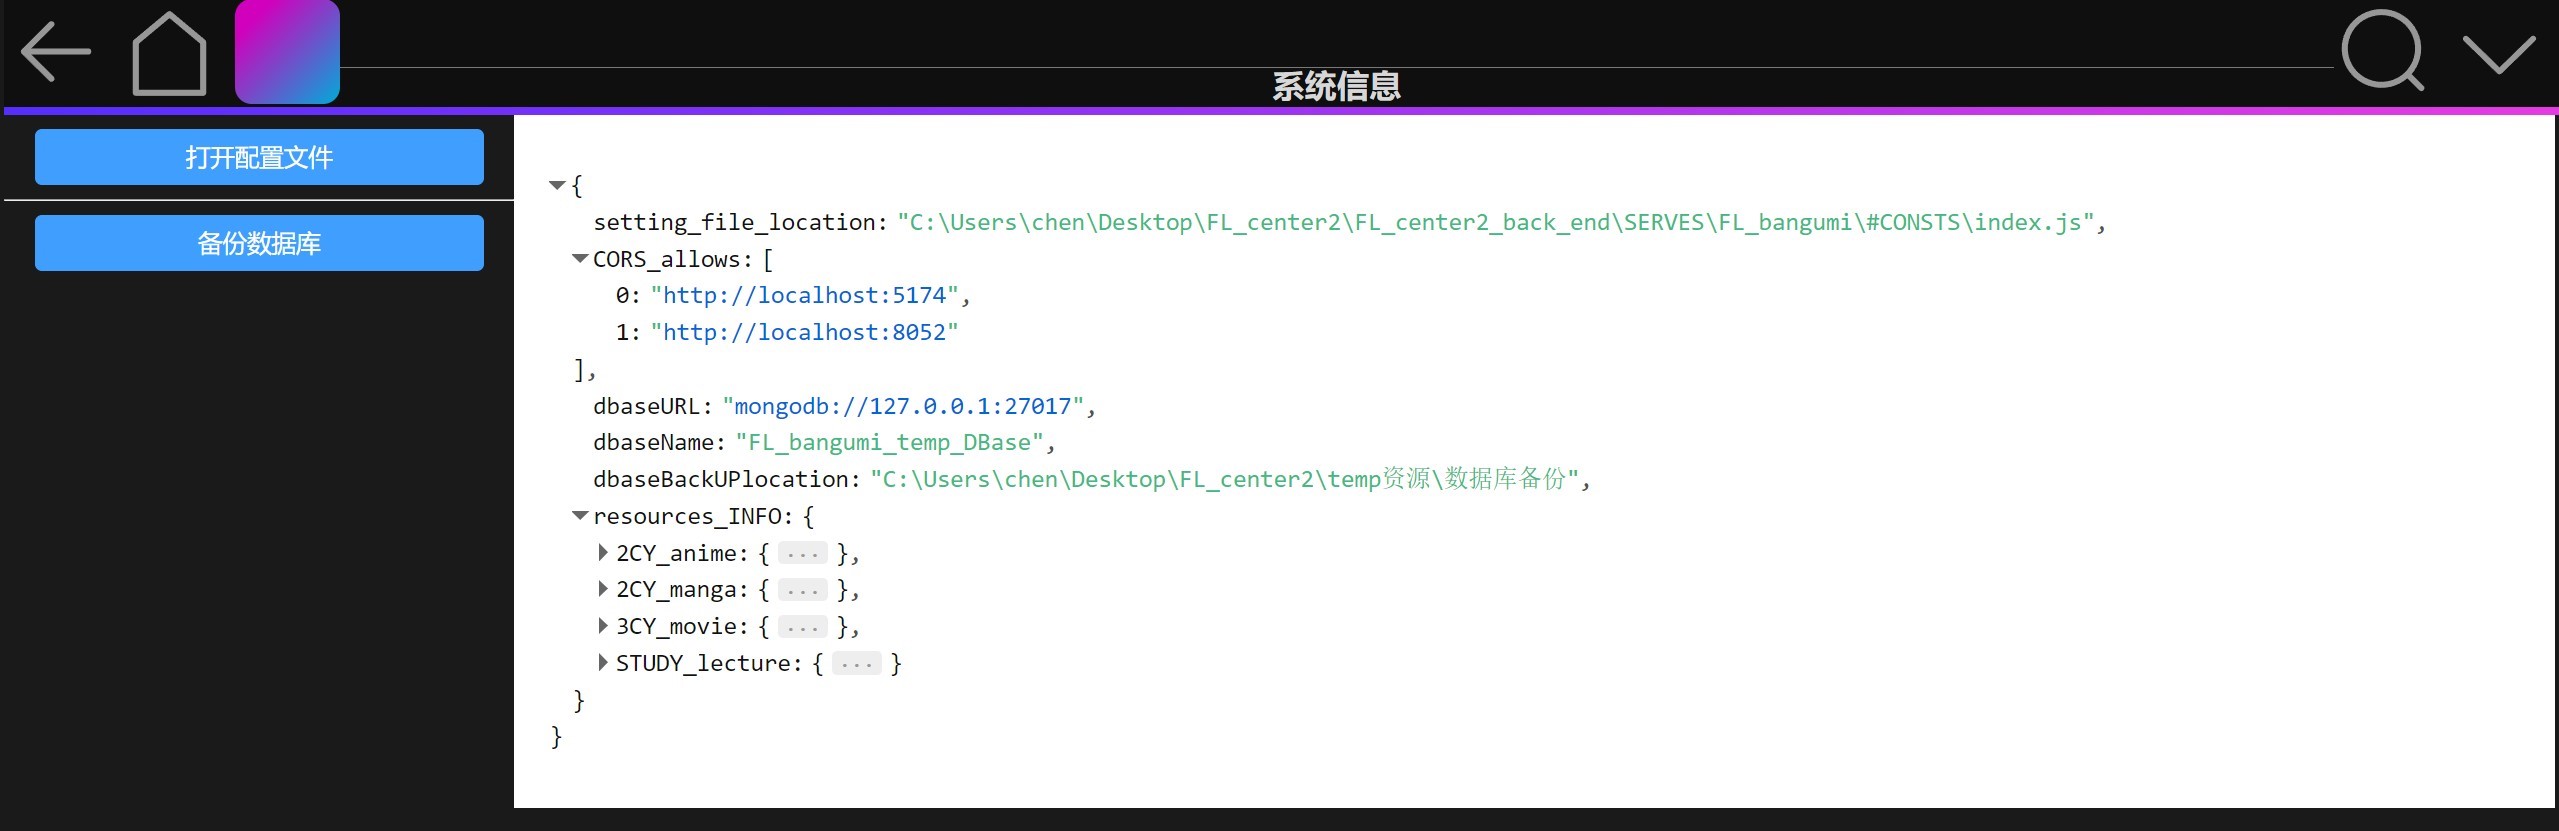 系统信息
打开配置文件
备份数据库
{
setting_file_location: "C:\Users\chen\Desktop\FL_center2\FL_center2_back_end\SERVES\FL_bangumi\#CONSTS\index.js",
CORS_allows: [
0: "http://localhost:5174",
1: "http://localhost:8052"
],
dbaseURL: "mongodb://127.0.0.1:27017",
dbaseName: "FL_bangumi_temp_DBase",
dbaseBackUPlocation: "C:\Users\chen\Desktop\FL_center2\temp资源\数据库备份",
resources_INFO: {
2CY_anime: { ... },
2CY_manga: { ... },
3CY_movie: { ... },
STUDY_lecture: { ... }
}
}